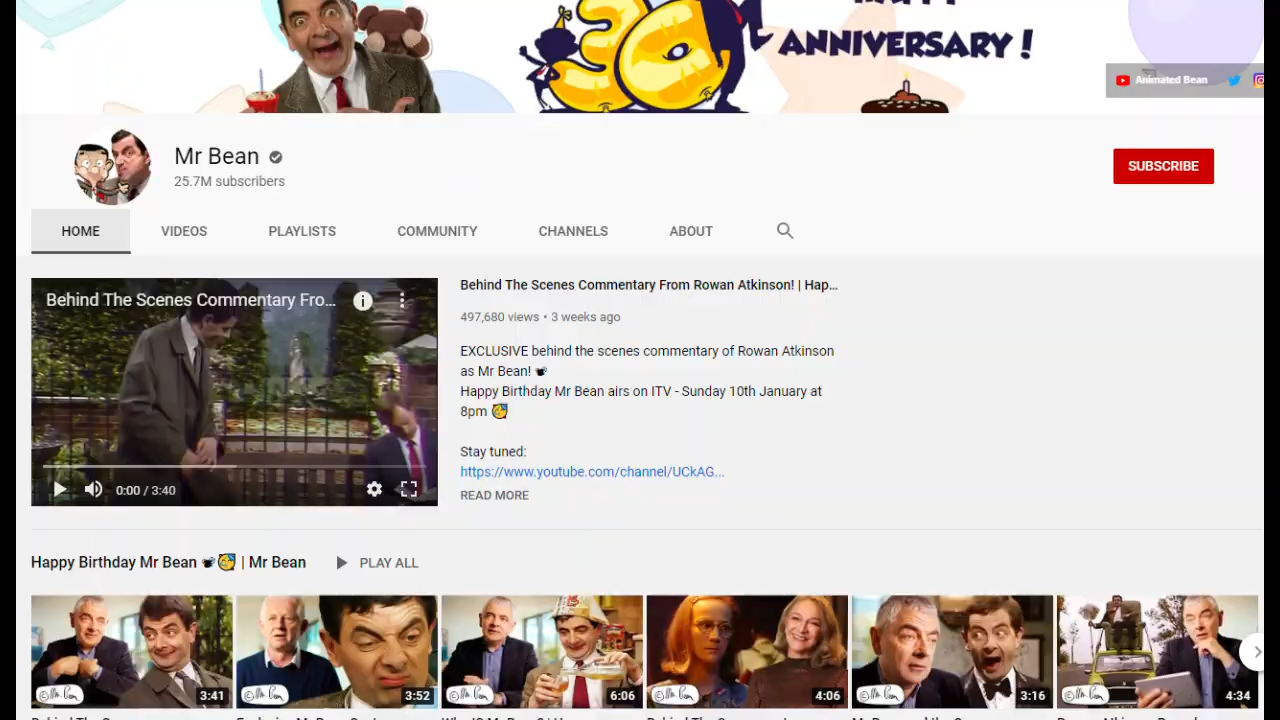 ANNIVERSARY!
Animated Bean
Mr Bean
25.7M subscribers
SUBSCRIBE
HOME VIDEOS PLAYLISTS COMMUNITY CHANNELS ABOUT
Behind The Scenes Commentary Fro...
0:00 / 3:40
Behind The Scenes Commentary From Rowan Atkinson! | Hap...
497,680 views • 3 weeks ago
EXCLUSIVE behind the scenes commentary of Rowan Atkinson
as Mr Bean!
Happy Birthday Mr Bean airs on ITV - Sunday 10th January at
8pm
Stay tuned:
https://www.youtube.com/channel/UCkAG...
READ MORE
Happy Birthday Mr Bean | Mr Bean PLAY ALL
3:41 3:52 6:06 4:06 3:16 4:34